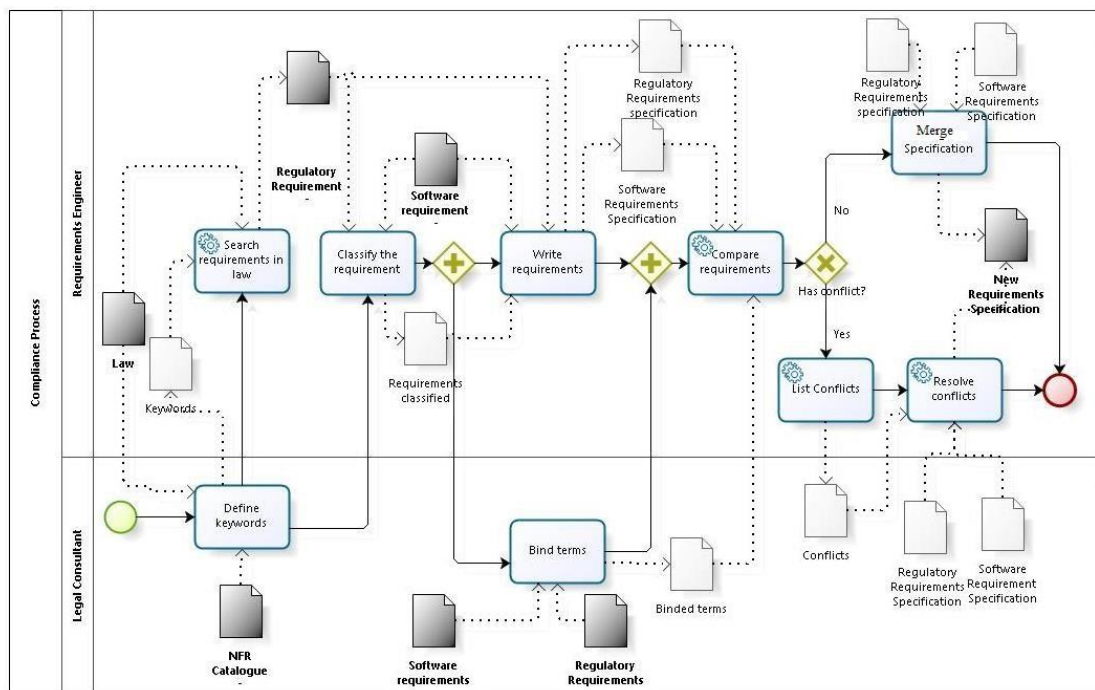 Compliance Process
Requirements Engineer
Legal Consultant
Regulatory
Requirement
-
Search
requirements in
law
Law
Keywords
Define
keywords
NFR
Catalogue -
Classify the
requirement
Software
requirement
-
Requirements
classified
Write
requirements
Regulatory
Requirements
specification
Software
Requirements
Specification
Compare
requirements
Has conflict?
No
Yes
Regulatory
Requirements
specification
Software
Requirements
Specification
Merge
Specification
New
Requirements
Specification
List Conflicts
Resolve
conflicts
Bind terms
Binded terms
Software
requirements
Regulatory
Requirements
Conflicts
Regulatory
Requirements
Specification
Software
Requirement
Specification